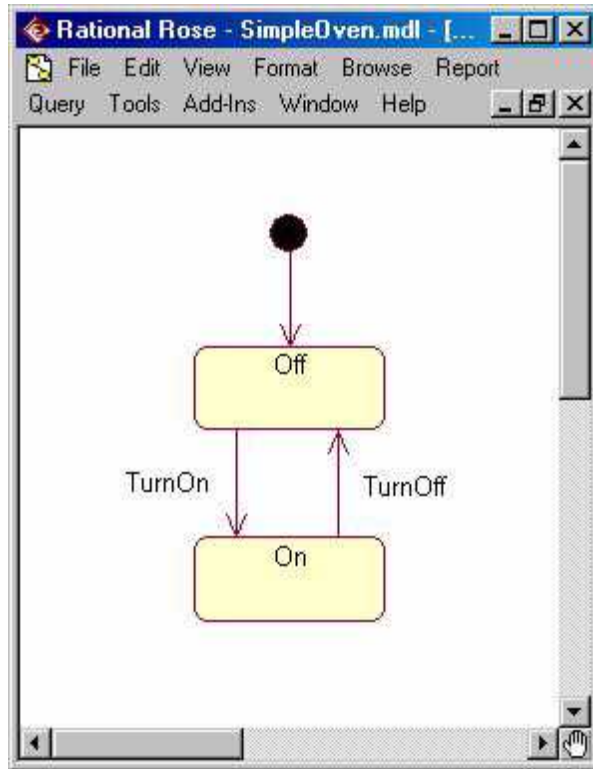 Rational Rose - SimpleOven.mdl - [...
File Edit View Format Browse Report
Query Tools Add-Ins Window Help
Off
TurnOn TurnOff
On